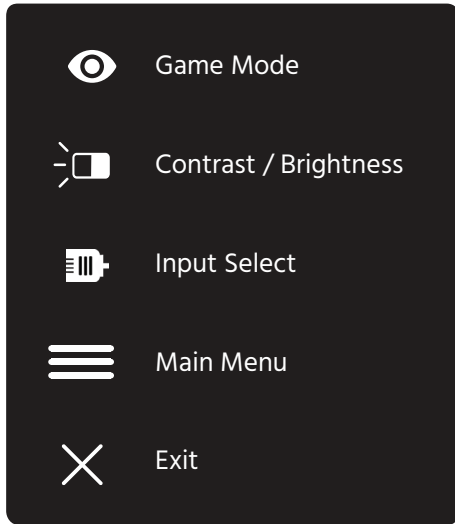 Game Mode
Contrast / Brightness
Input Select
Main Menu
Exit